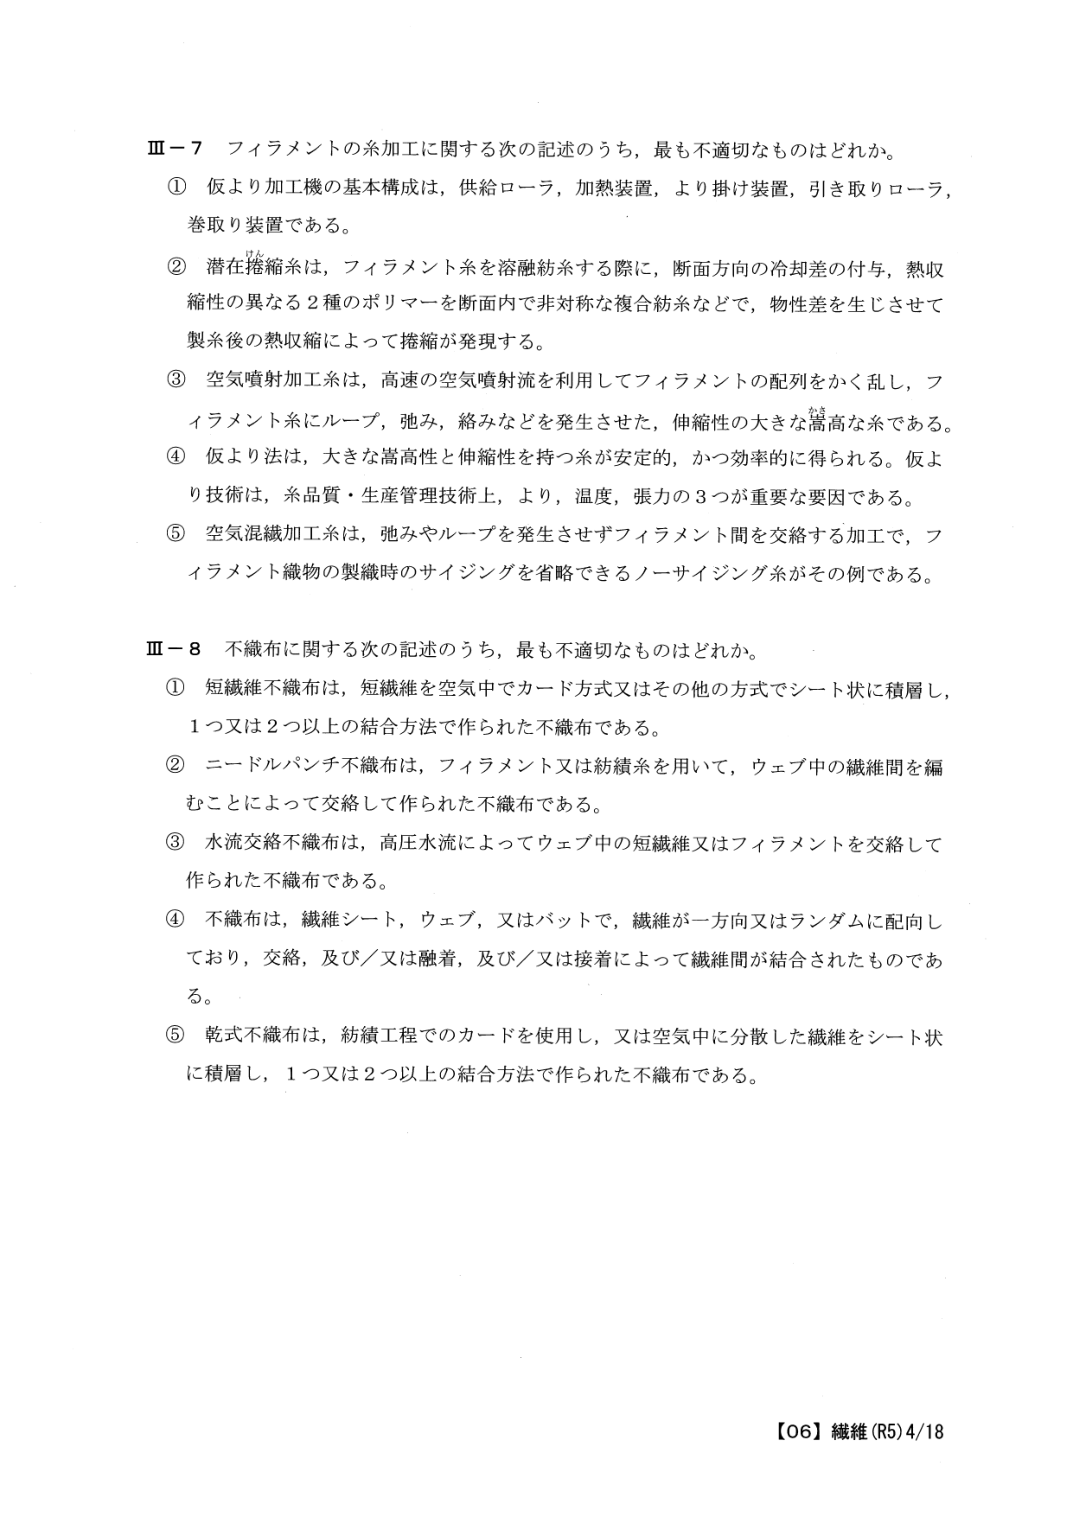 Ⅲ－７　フィラメントの糸加工に関する次の記述のうち，最も不適切なものはどれか。
①　仮より加工機の基本構成は，供給ローラ，加熱装置，より掛け装置，引き取りローラ，
巻取り装置である。
②　潜在捲縮糸は，フィラメント糸を溶融紡糸する際に，断面方向の冷却差の付与，熱収
縮性の異なる２種のポリマーを断面内で非対称な複合紡糸などで，物性差を生じさせて
製糸後の熱収縮によって捲縮が発現する。
③　空気噴射加工糸は，高速の空気噴射流を利用してフィラメントの配列をかく乱し，フ
ィラメント糸にループ，弛み，絡みなどを発生させた，伸縮性の大きな嵩高な糸である。
④　仮より法は，大きな嵩高性と伸縮性を持つ糸が安定的，かつ効率的に得られる。仮よ
り技術は，糸品質・生産管理技術上，より，温度，張力の３つが重要な要因である。
⑤　空気混繊加工糸は，弛みやループを発生させずフィラメント間を交絡する加工で，フ
ィラメント織物の製織時のサイジングを省略できるノーサイジング糸がその例である。
Ⅲ－８　不織布に関する次の記述のうち，最も不適切なものはどれか。
①　短繊維不織布は，短繊維を空気中でカード方式又はその他の方式でシート状に積層し，
１つ又は２つ以上の結合方法で作られた不織布である。
②　ニードルパンチ不織布は，フィラメント又は紡績糸を用いて，ウェブ中の繊維間を編
むことによって交絡して作られた不織布である。
③　水流交絡不織布は，高圧水流によってウェブ中の短繊維又はフィラメントを交絡して
作られた不織布である。
④　不織布は，繊維シート，ウェブ，又はバットで，繊維が一方向又はランダムに配向し
ており，交絡，及び／又は融着，及び／又は接着によって繊維間が結合されたものであ
る。
⑤　乾式不織布は，紡績工程でのカードを使用し，又は空気中に分散した繊維をシート状
に積層し，１つ又は２つ以上の結合方法で作られた不織布である。
【06】繊維(R5)4/18